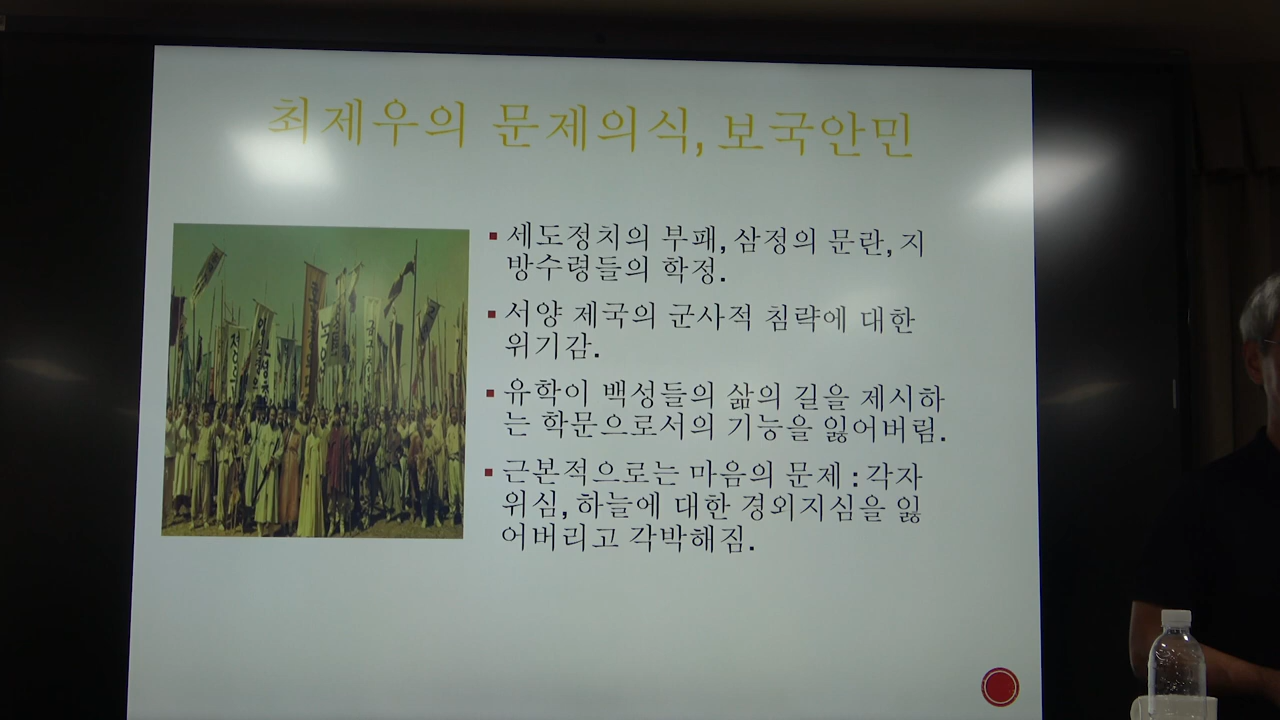 최제우의 문제의식, 보국안민
세도정치의 부패, 삼정의 문란, 지
방수령들의 학정.
서양 제국의 군사적 침략에 대한
위기감.
유학이 백성들의 삶의 길을 제시하
는 학문으로서의 기능을 잃어버림.
근본적으로는 마음의 문제 : 각자
위심, 하늘에 대한 경외지심을 잃
어버리고 각박해짐.